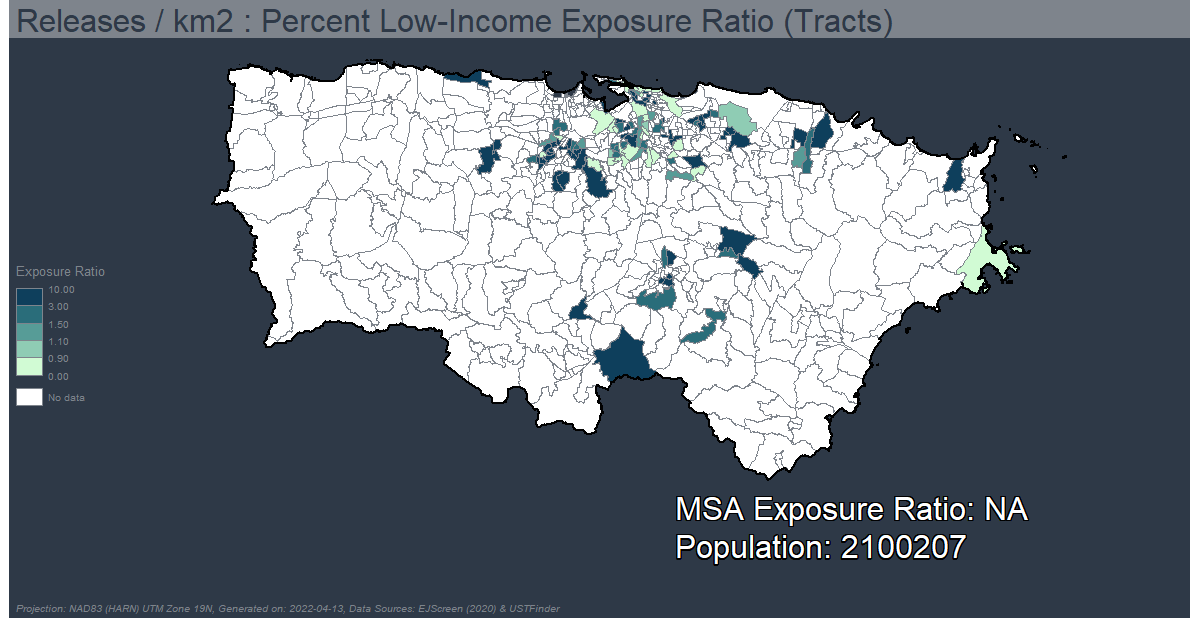 Releases / km2 : Percent Low-Income Exposure Ratio (Tracts)
Exposure Ratio
10.00
3.00
1.50
1.10
0.90
0.00
No data
MSA Exposure Ratio: NA
Population: 2100207
Projection: NAD83 (HARN) UTM Zone 19N, Generated on: 2022-04-13, Data Sources: EJScreen (2020) & USTFinder